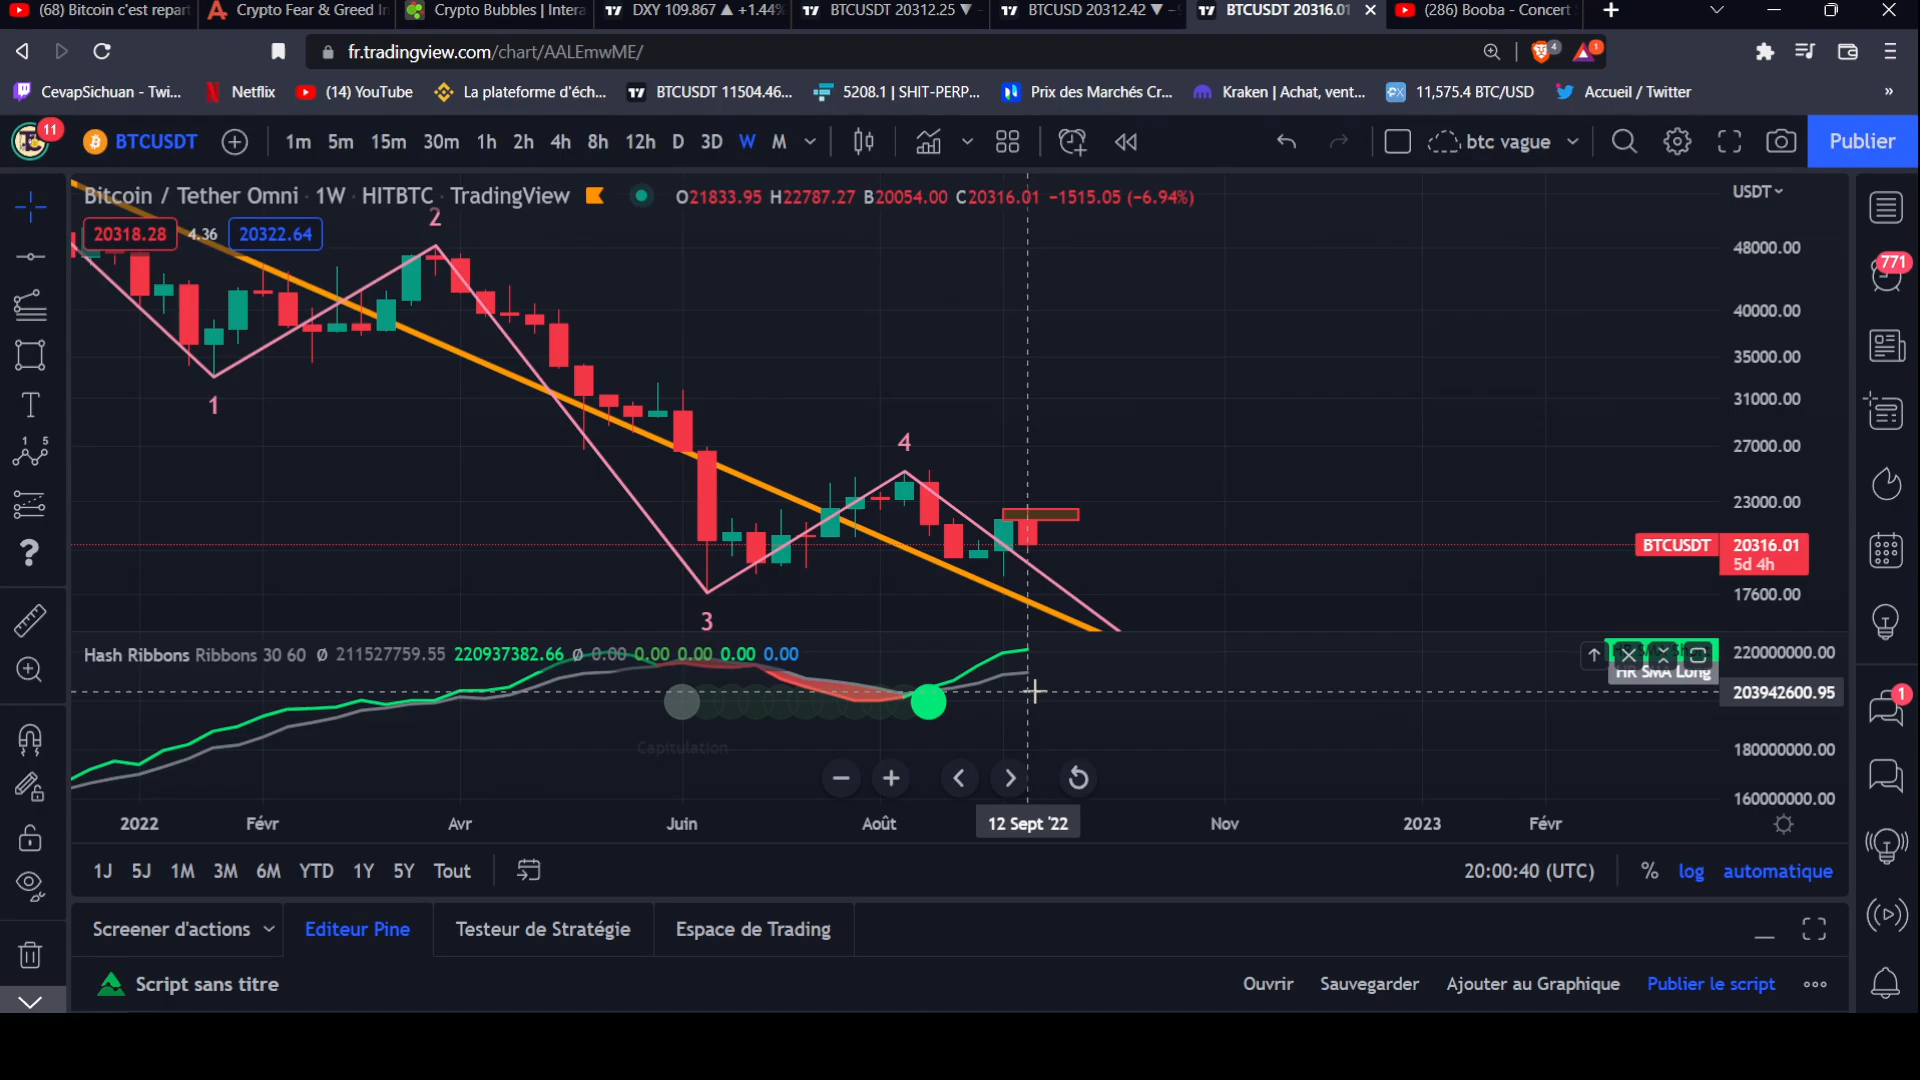 (68) Bitcoin c'est repart
Crypto Fear & Greed I
Crypto Bubbles | Intera
DXY 109.867 ▲ +1.44%
BTCUSDT 20312.25 ▼
BTCUSD 20312.42 ▼
BTCUSDT 20316.01
(286) Booba - Concert
fr.tradingview.com/chart/AALEmwME/
4
1
CevapSichuan - Twi...
Netflix
(14) YouTube
La plateforme d'éch...
BTCUSDT 11504.46...
5208.1 | SHIT-PERP...
Prix des Marchés Cr...
Kraken | Achat, vent...
11,575.4 BTC/USD
Accueil / Twitter
»
11
BTCUSDT
1m 5m 15m 30m 1h 2h 4h 8h 12h D 3D W M
btc vague
Publier
Bitcoin / Tether Omni · 1W · HITBTC · TradingView
O21833.95 H22787.27 B20054.00 C20316.01 −1515.05 (−6.94%)
USDT
20318.28 4.36 20322.64
2
48000.00
771
40000.00
35000.00
1
31000.00
4
27000.00
23000.00
BTCUSDT
20316.01
5d 4h
17600.00
3
Hash Ribbons Ribbons 30 60 Ø 211527759.55 220937382.66 Ø 0.00 0.00 0.00 0.00 0.00
220000000.00
HR SMA Long
203942600.95
1
Capitulation
180000000.00
160000000.00
2022 Févr Avr Juin Août 12 Sept '22 Nov 2023 Févr
1J 5J 1M 3M 6M YTD 1Y 5Y Tout
20:00:40 (UTC)
% log automatique
Screener d'actions
Editeur Pine
Testeur de Stratégie
Espace de Trading
Script sans titre
Ouvrir
Sauvegarder
Ajouter au Graphique
Publier le script